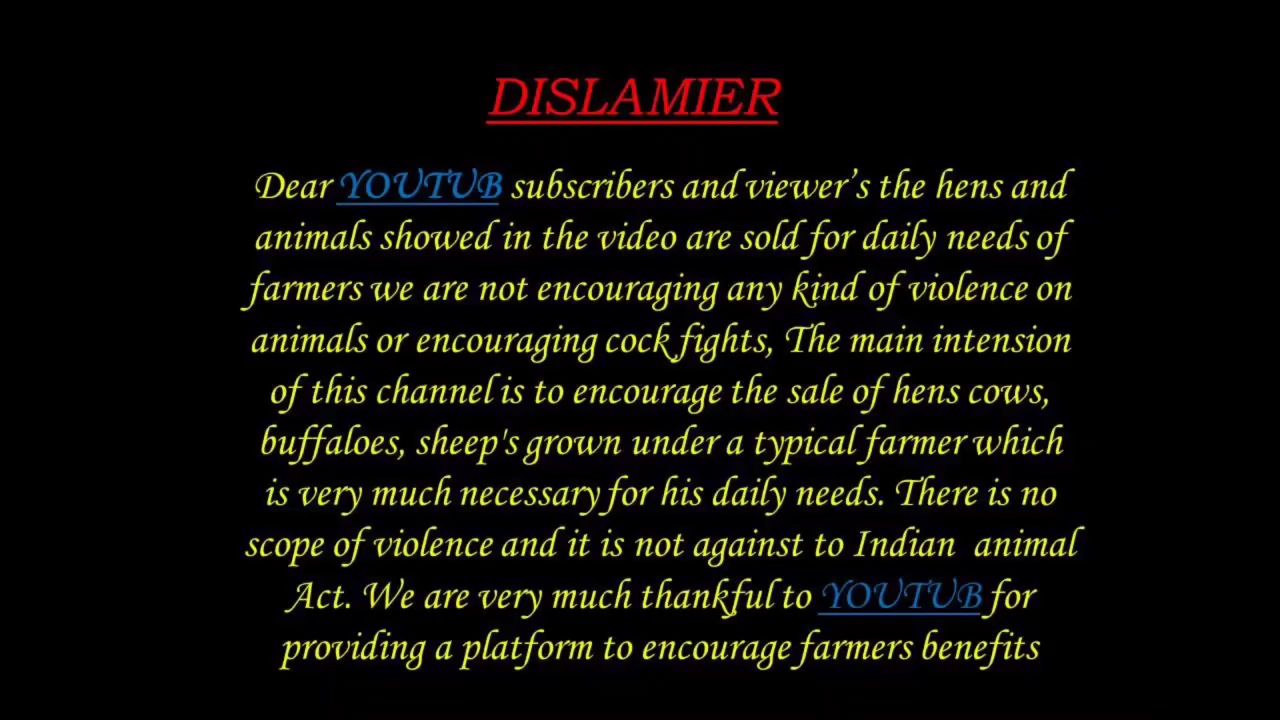 DISLAMIER
Dear YOUTUB subscribers and viewer’s the hens and
animals showed in the video are sold for daily needs of
farmers we are not encouraging any kind of violence on
animals or encouraging cock fights, The main intension
of this channel is to encourage the sale of hens cows,
buffaloes, sheep's grown under a typical farmer which
is very much necessary for his daily needs. There is no
scope of violence and it is not against to Indian  animal
Act. We are very much thankful to YOUTUB for
providing a platform to encourage farmers benefits